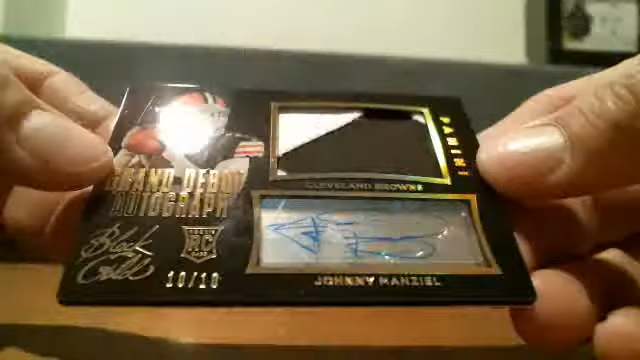 PANINI
CLEVELAND BROWNS
GRAND DEBUT
AUTOGRAPH
ROOKIE
RC
CARD
Black
Gold
10/10
JOHNNY MANZIEL